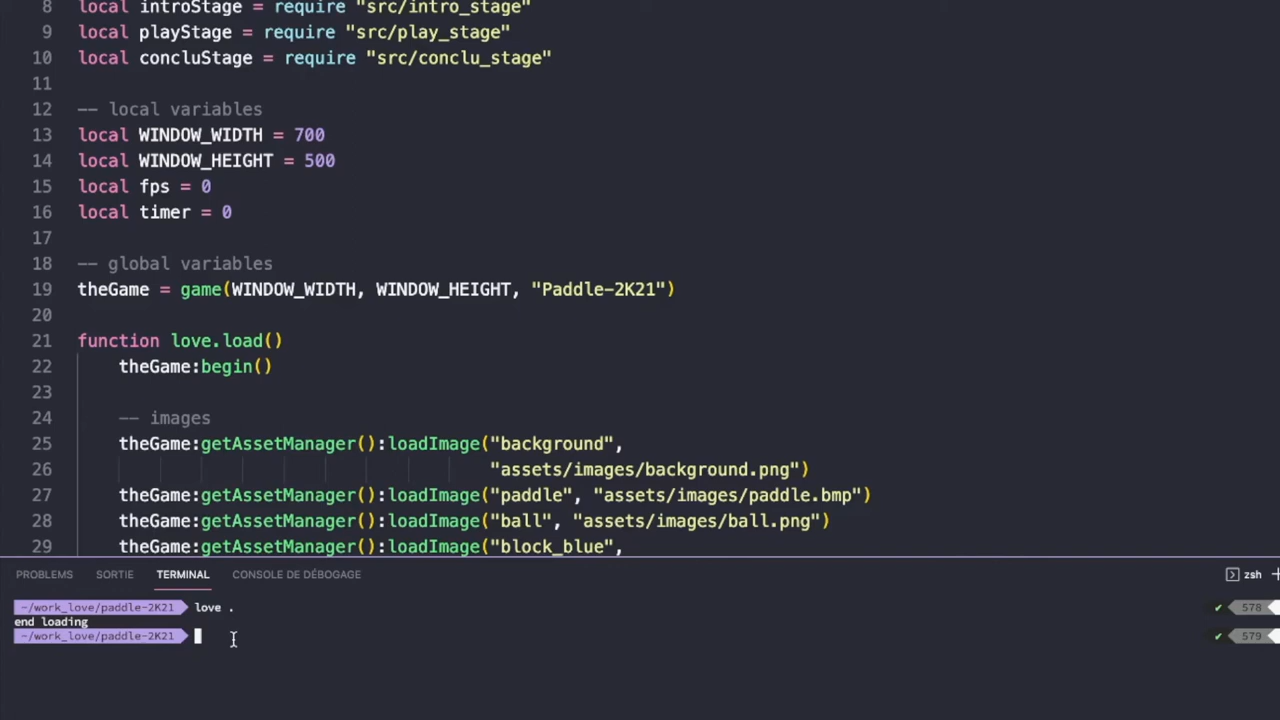 8 local introStage = require "src/intro_stage"
9 local playStage = require "src/play_stage"
10 local concluStage = require "src/conclu_stage"
11
12 -- local variables
13 local WINDOW_WIDTH = 700
14 local WINDOW_HEIGHT = 500
15 local fps = 0
16 local timer = 0
17
18 -- global variables
19 theGame = game(WINDOW_WIDTH, WINDOW_HEIGHT, "Paddle-2K21")
20
21 function love.load()
22 theGame:begin()
23
24 -- images
25 theGame:getAssetManager():loadImage("background",
26 "assets/images/background.png")
27 theGame:getAssetManager():loadImage("paddle", "assets/images/paddle.bmp")
28 theGame:getAssetManager():loadImage("ball", "assets/images/ball.png")
29 theGame:getAssetManager():loadImage("block_blue",
PROBLEMS SORTIE TERMINAL CONSOLE DE DÉBOGAGE zsh +
~/work_love/paddle-2K21 love . ✔ 578
end loading
~/work_love/paddle-2K21 ✔ 579